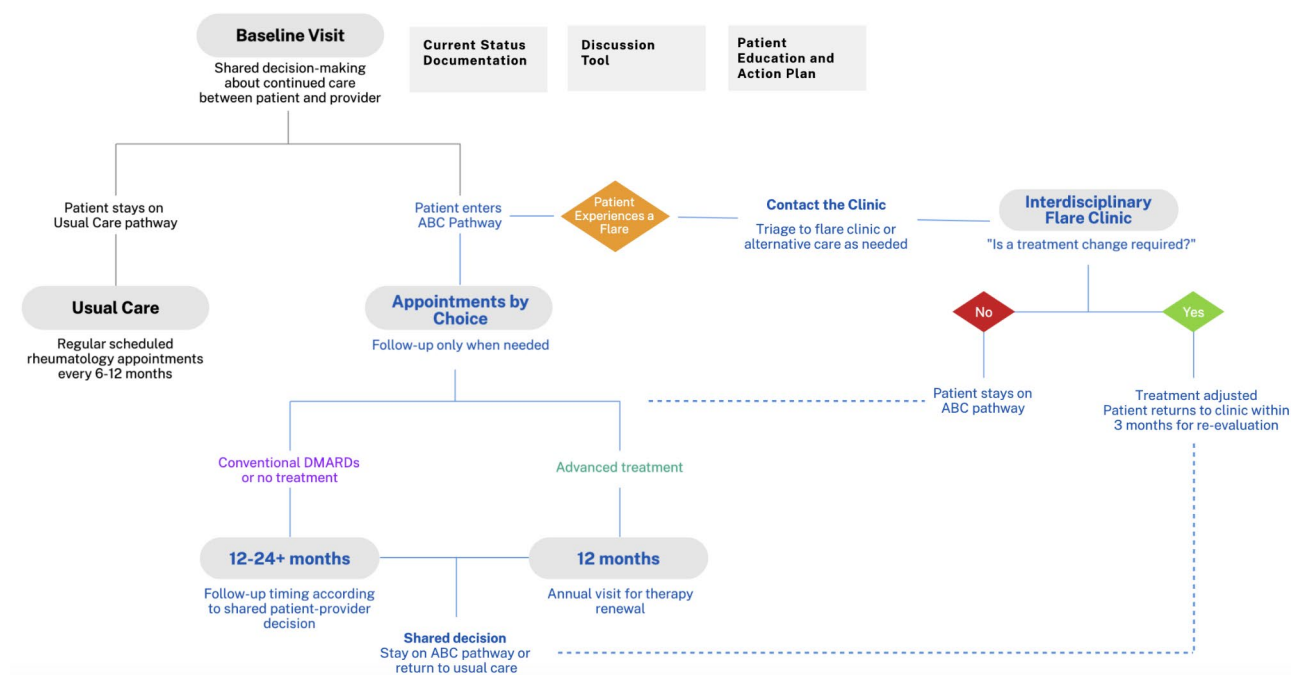 Baseline Visit
Shared decision-making
about continued care
between patient and provider
Current Status
Documentation
Discussion
Tool
Patient
Education and
Action Plan
Patient stays on
Usual Care pathway
Patient enters
ABC Pathway
Patient
Experiences a
Flare
Contact the Clinic
Triage to flare clinic or
alternative care as needed
Interdisciplinary
Flare Clinic
"Is a treatment change required?"
Usual Care
Regular scheduled
rheumatology appointments
every 6-12 months
Appointments by
Choice
Follow-up only when needed
No
Yes
Patient stays on
ABC pathway
Treatment adjusted
Patient returns to clinic within
3 months for re-evaluation
Conventional DMARDs
or no treatment
Advanced treatment
12-24+ months
Follow-up timing according
to shared patient-provider
decision
12 months
Annual visit for therapy
renewal
Shared decision
Stay on ABC pathway or
return to usual care